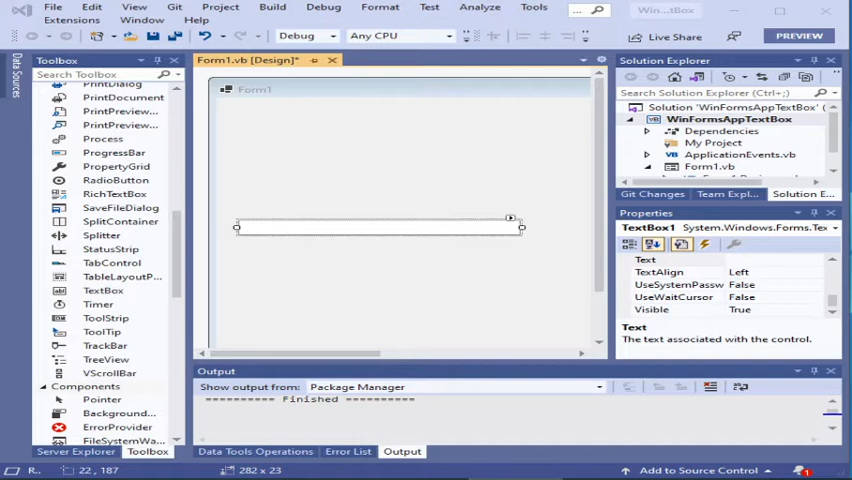 File Edit View Git Project Build Debug Format Test Analyze Tools ... Win...tBox
Extensions Window Help
Debug Any CPU Live Share PREVIEW
Data Sources
Toolbox
Search Toolbox
PrintDialog
PrintDocument
PrintPreview...
PrintPreview...
Process
ProgressBar
PropertyGrid
RadioButton
RichTextBox
SaveFileDialog
SplitContainer
Splitter
StatusStrip
TabControl
TableLayoutP...
TextBox
Timer
ToolStrip
ToolTip
TrackBar
TreeView
VScrollBar
Components
Pointer
Background...
ErrorProvider
FileSystemWa...
Server Explorer Toolbox
Form1.vb [Design]*
Form1
Output
Show output from: Package Manager
========== Finished ==========
Data Tools Operations Error List Output
Solution Explorer
Search Solution Explorer (Ctrl+;)
Solution 'WinFormsAppTextBox' (
WinFormsAppTextBox
Dependencies
My Project
ApplicationEvents.vb
Form1.vb
Git Changes Team Expl... Solution E...
Properties
TextBox1 System.Windows.Forms.Tex
Text
TextAlign Left
UseSystemPassw False
UseWaitCursor False
Visible True
Text
The text associated with the control.
R.. 22 , 187 282 x 23 Add to Source Control 1